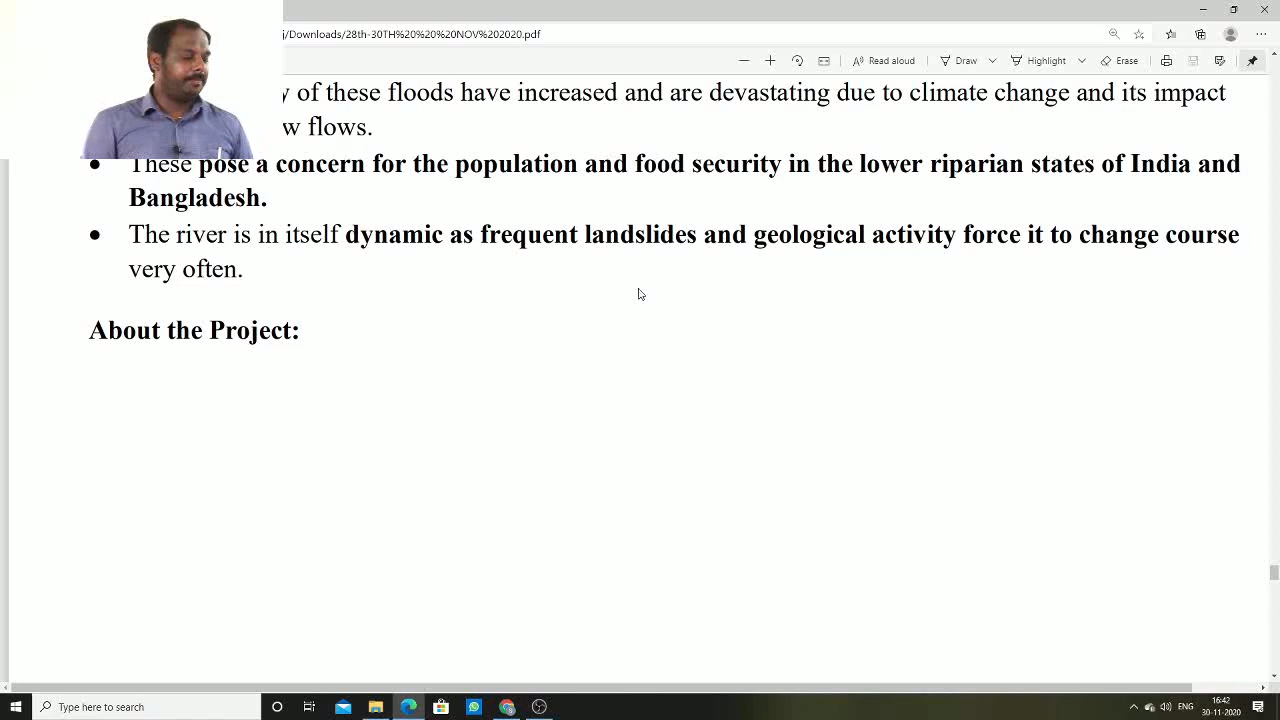 j/Downloads/28th-30TH%20%20%20NOV%202020.pdf
Read aloud Draw Highlight Erase
of these floods have increased and are devastating due to climate change and its impact
flows.
These pose a concern for the population and food security in the lower riparian states of India and
Bangladesh.
The river is in itself dynamic as frequent landslides and geological activity force it to change course
very often.
About the Project:
Type here to search
ENG
16:42
30-11-2020